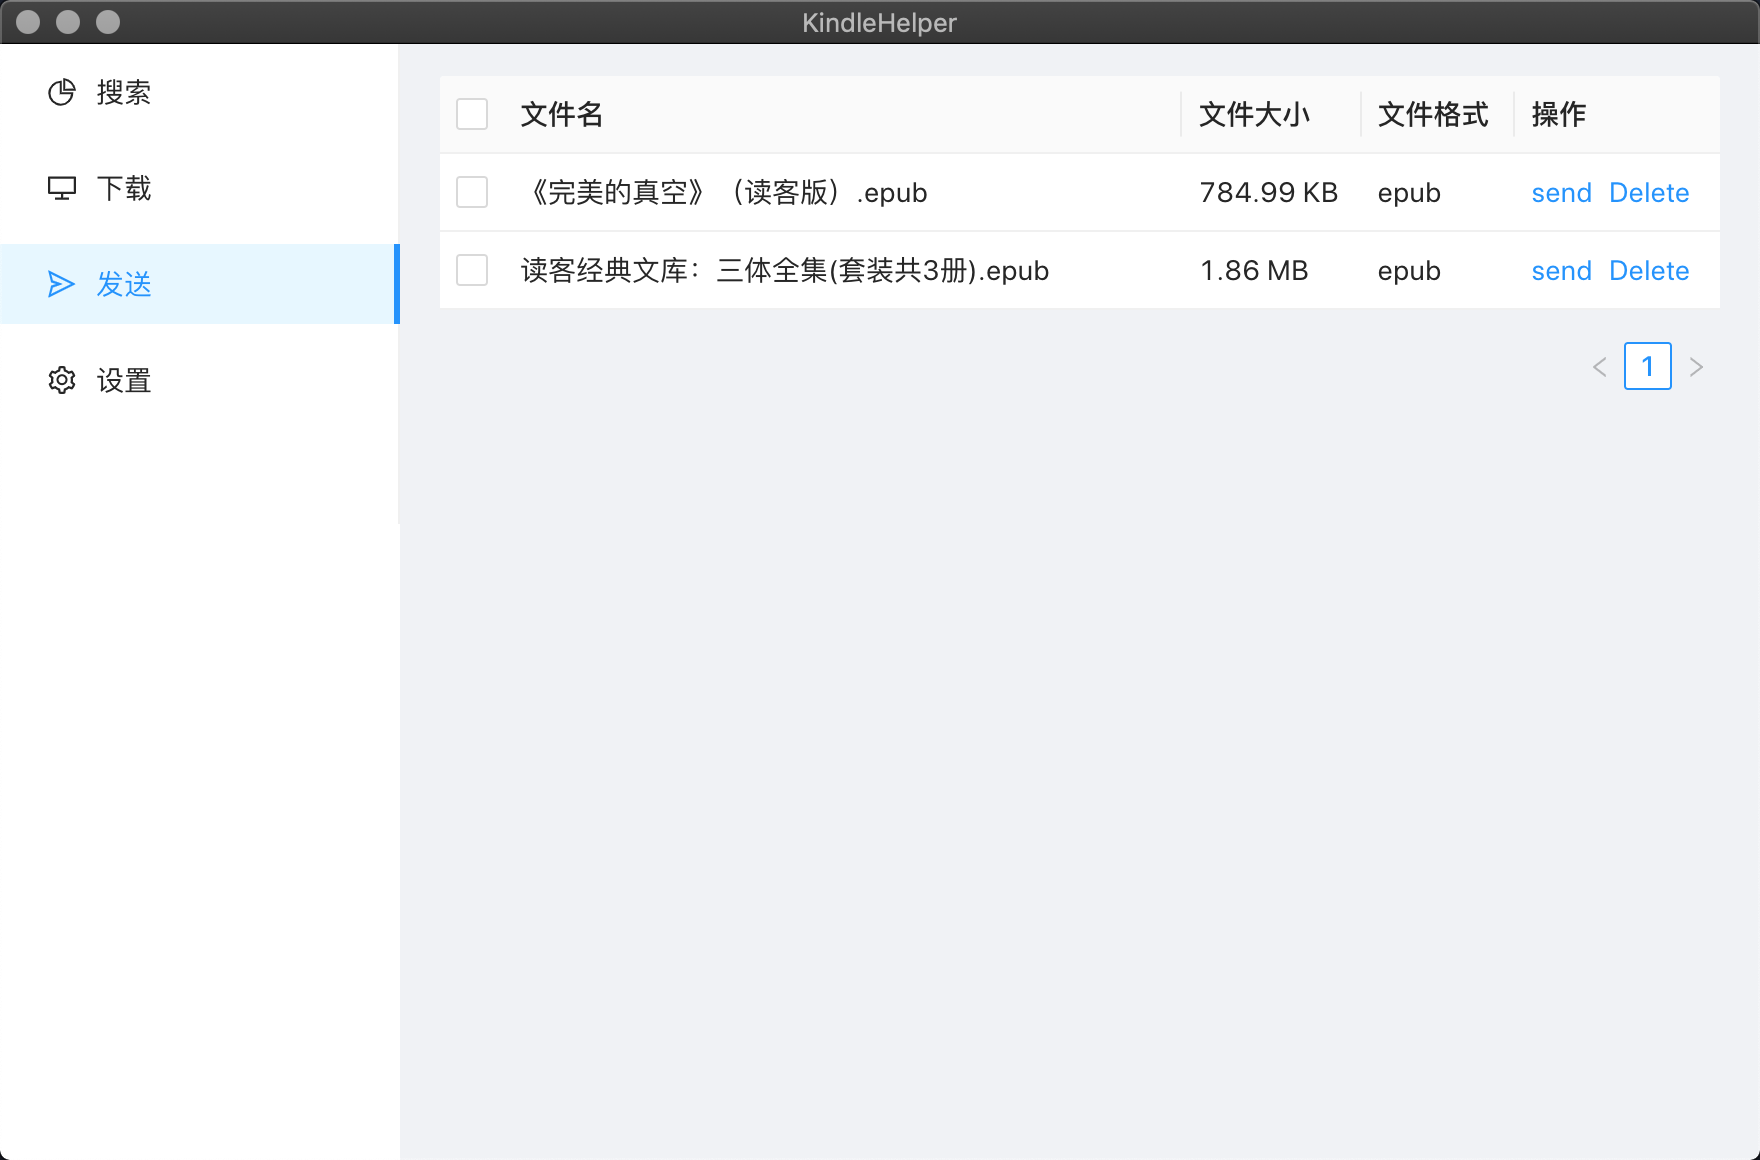 KindleHelper
搜索
下载
发送
设置
文件名 文件大小 文件格式 操作
《完美的真空》（读客版）.epub 784.99 KB epub send Delete
读客经典文库：三体全集(套装共3册).epub 1.86 MB epub send Delete
< 1 >